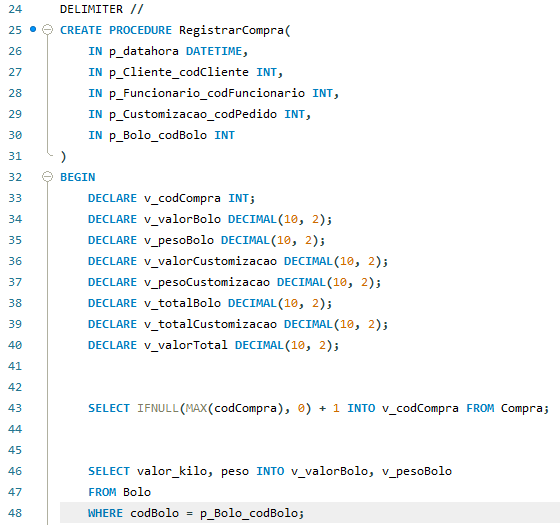 24 DELIMITER //
25 CREATE PROCEDURE RegistrarCompra(
26 IN p_datahora DATETIME,
27 IN p_Cliente_codCliente INT,
28 IN p_Funcionario_codFuncionario INT,
29 IN p_Customizacao_codPedido INT,
30 IN p_Bolo_codBolo INT
31 )
32 BEGIN
33 DECLARE v_codCompra INT;
34 DECLARE v_valorBolo DECIMAL(10, 2);
35 DECLARE v_pesoBolo DECIMAL(10, 2);
36 DECLARE v_valorCustomizacao DECIMAL(10, 2);
37 DECLARE v_pesoCustomizacao DECIMAL(10, 2);
38 DECLARE v_totalBolo DECIMAL(10, 2);
39 DECLARE v_totalCustomizacao DECIMAL(10, 2);
40 DECLARE v_valorTotal DECIMAL(10, 2);
41
42
43 SELECT IFNULL(MAX(codCompra), 0) + 1 INTO v_codCompra FROM Compra;
44
45
46 SELECT valor_kilo, peso INTO v_valorBolo, v_pesoBolo
47 FROM Bolo
48 WHERE codBolo = p_Bolo_codBolo;